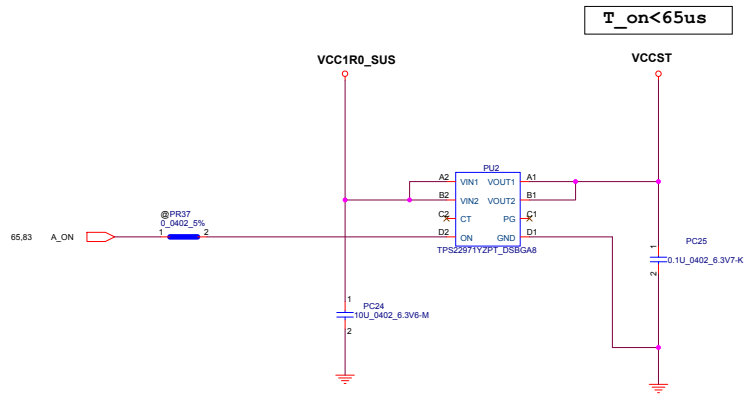 T_on<65us
VCC1R0_SUS
VCCST
PU2
A2 VIN1 VOUT1 A1
B2 VIN2 VOUT2 B1
C2 CT PG C1
D2 ON GND D1
TPS22971YZPT_DSBGA8
@PR37
0_0402_5%
65,83 A_ON 1 2
1
PC24
10U_0402_6.3V6-M
2
1
PC25
0.1U_0402_6.3V7-K
2